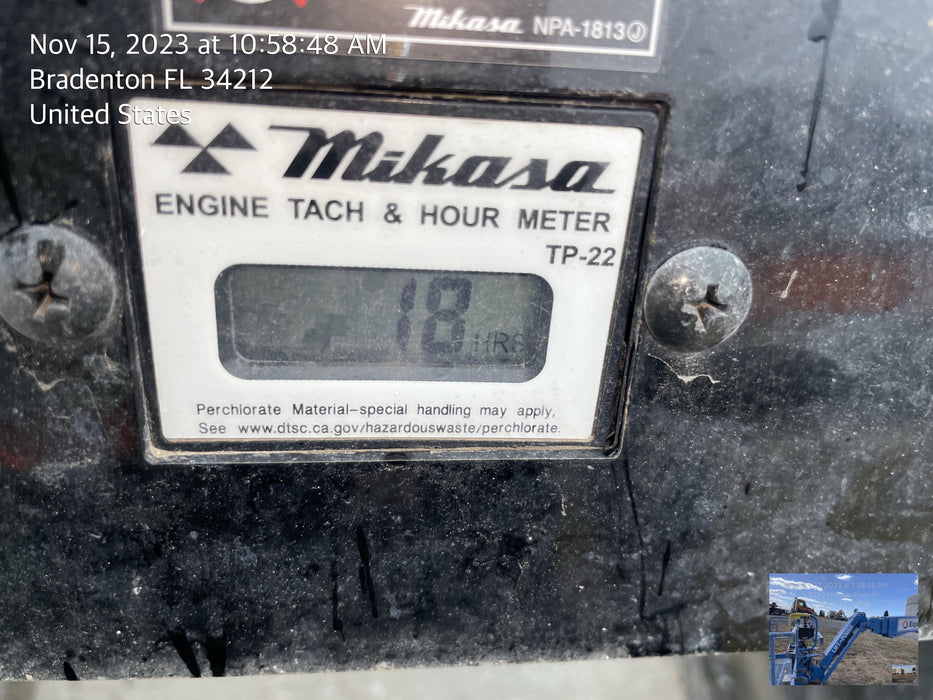 Mikasa NPA-1813Ⓙ
Nov 15, 2023 at 10:58:48 AM
Bradenton FL 34212
United States
Mikasa
ENGINE TACH & HOUR METER
TP-22
18 HRS
Perchlorate Material-special handling may apply,
See www.dtsc.ca.gov/hazardouswaste/perchlorate.